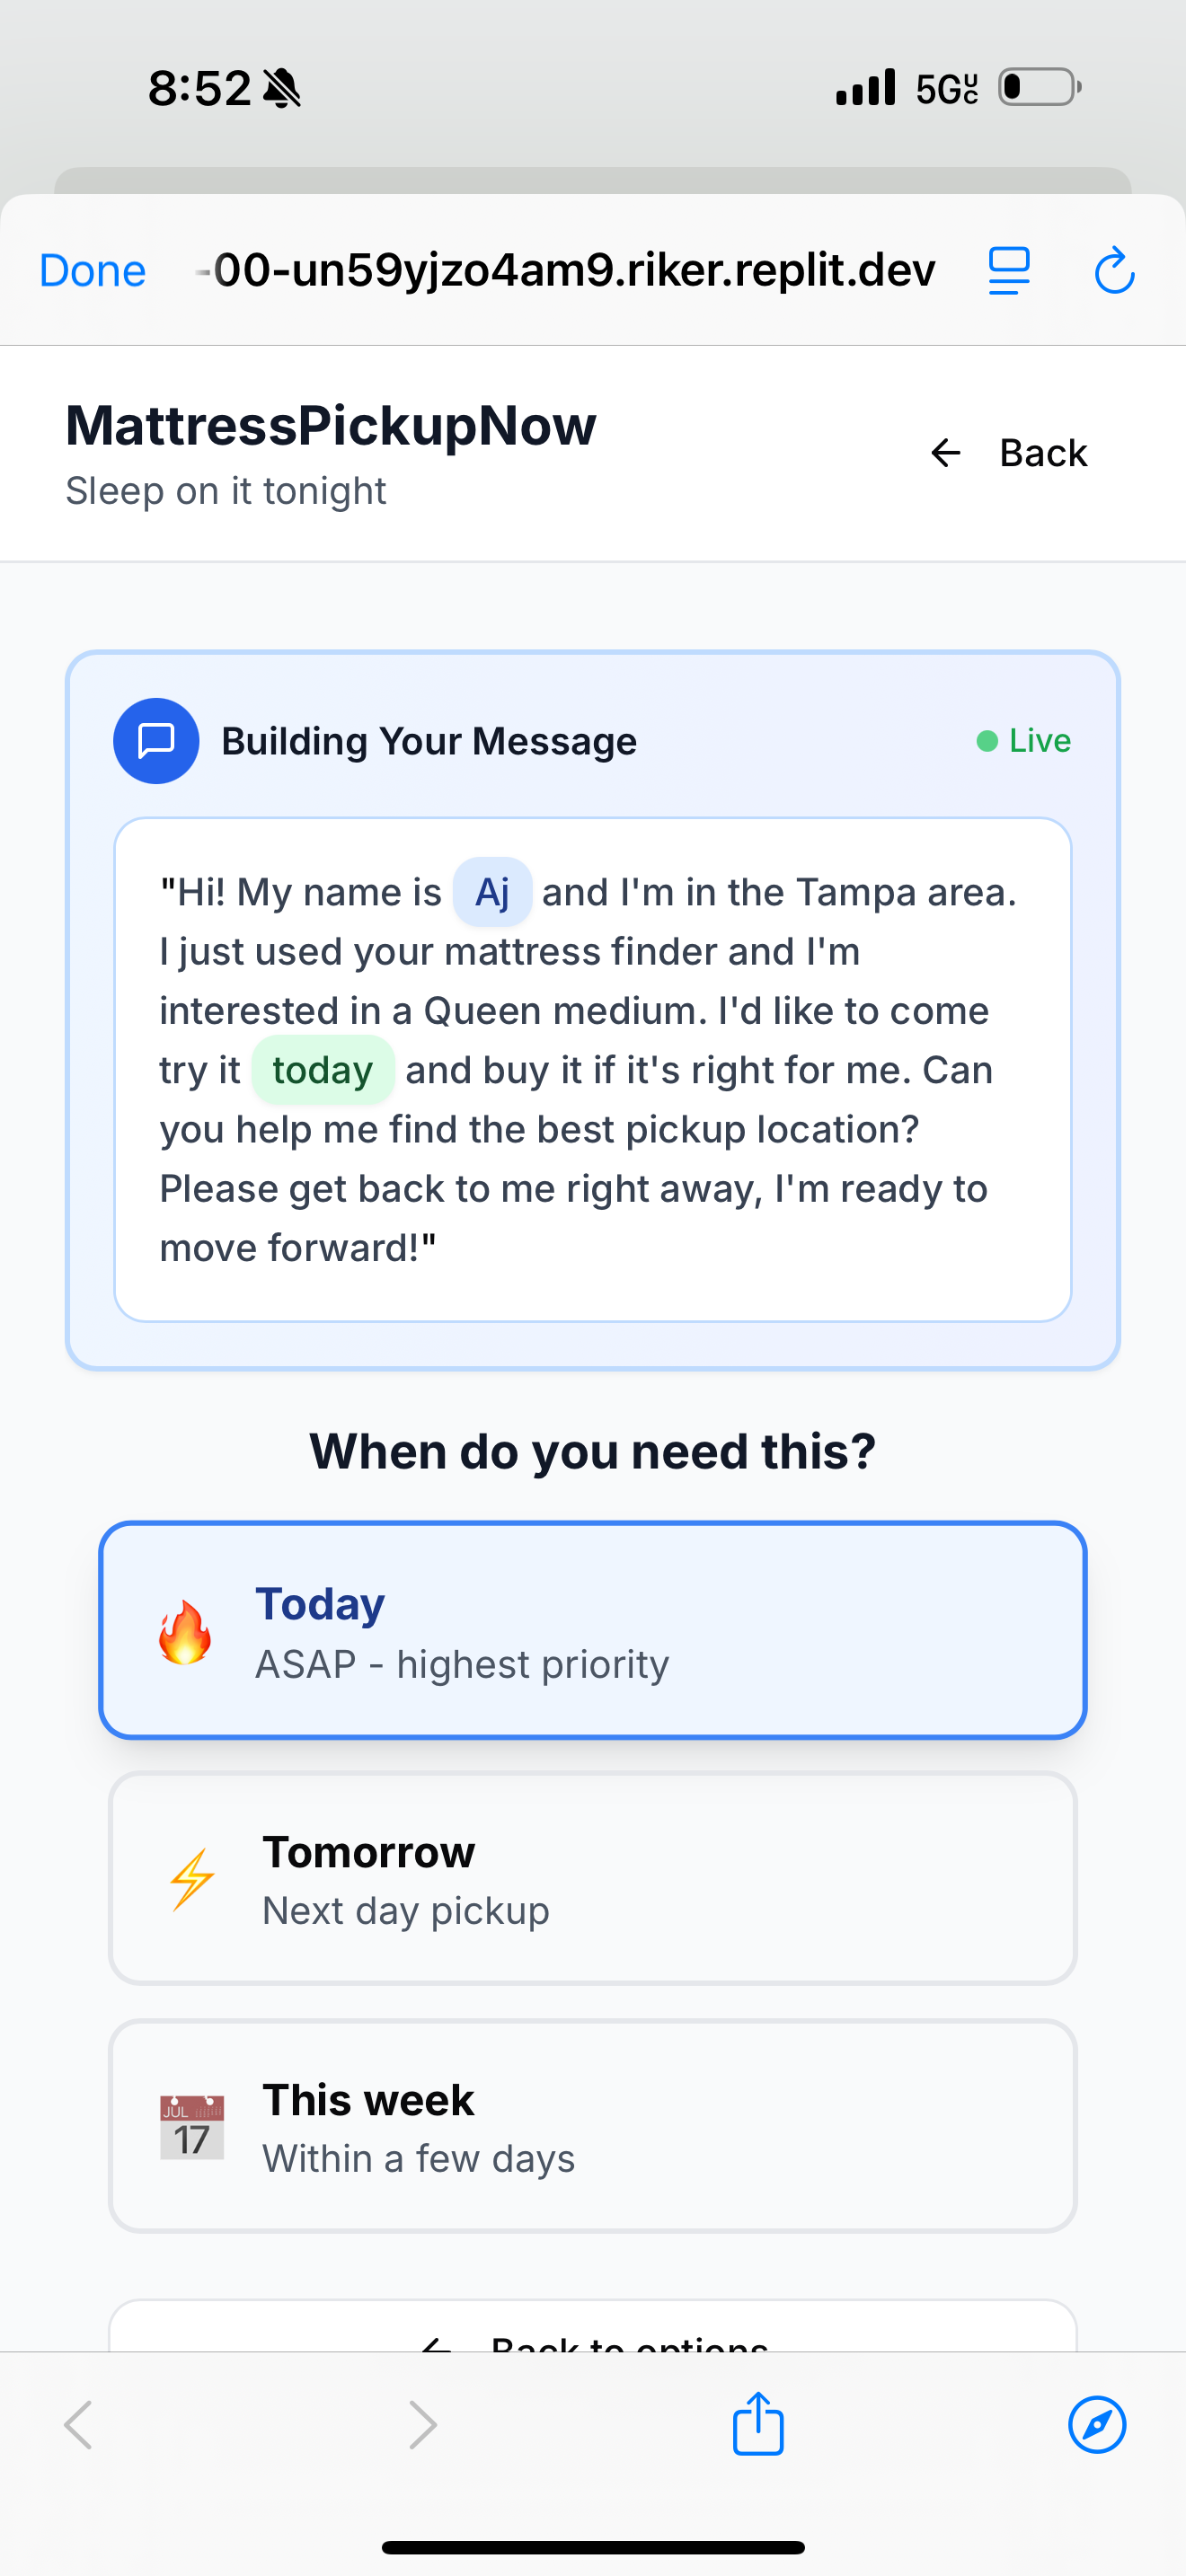 8:52
5GUC
Done
-00-un59yjzo4am9.riker.replit.dev
MattressPickupNow
Sleep on it tonight
← Back
Building Your Message
Live
"Hi! My name is Aj and I'm in the Tampa area.
I just used your mattress finder and I'm
interested in a Queen medium. I'd like to come
try it today and buy it if it's right for me. Can
you help me find the best pickup location?
Please get back to me right away, I'm ready to
move forward!"
When do you need this?
Today
ASAP - highest priority
Tomorrow
Next day pickup
JUL
17
This week
Within a few days
← Back to options